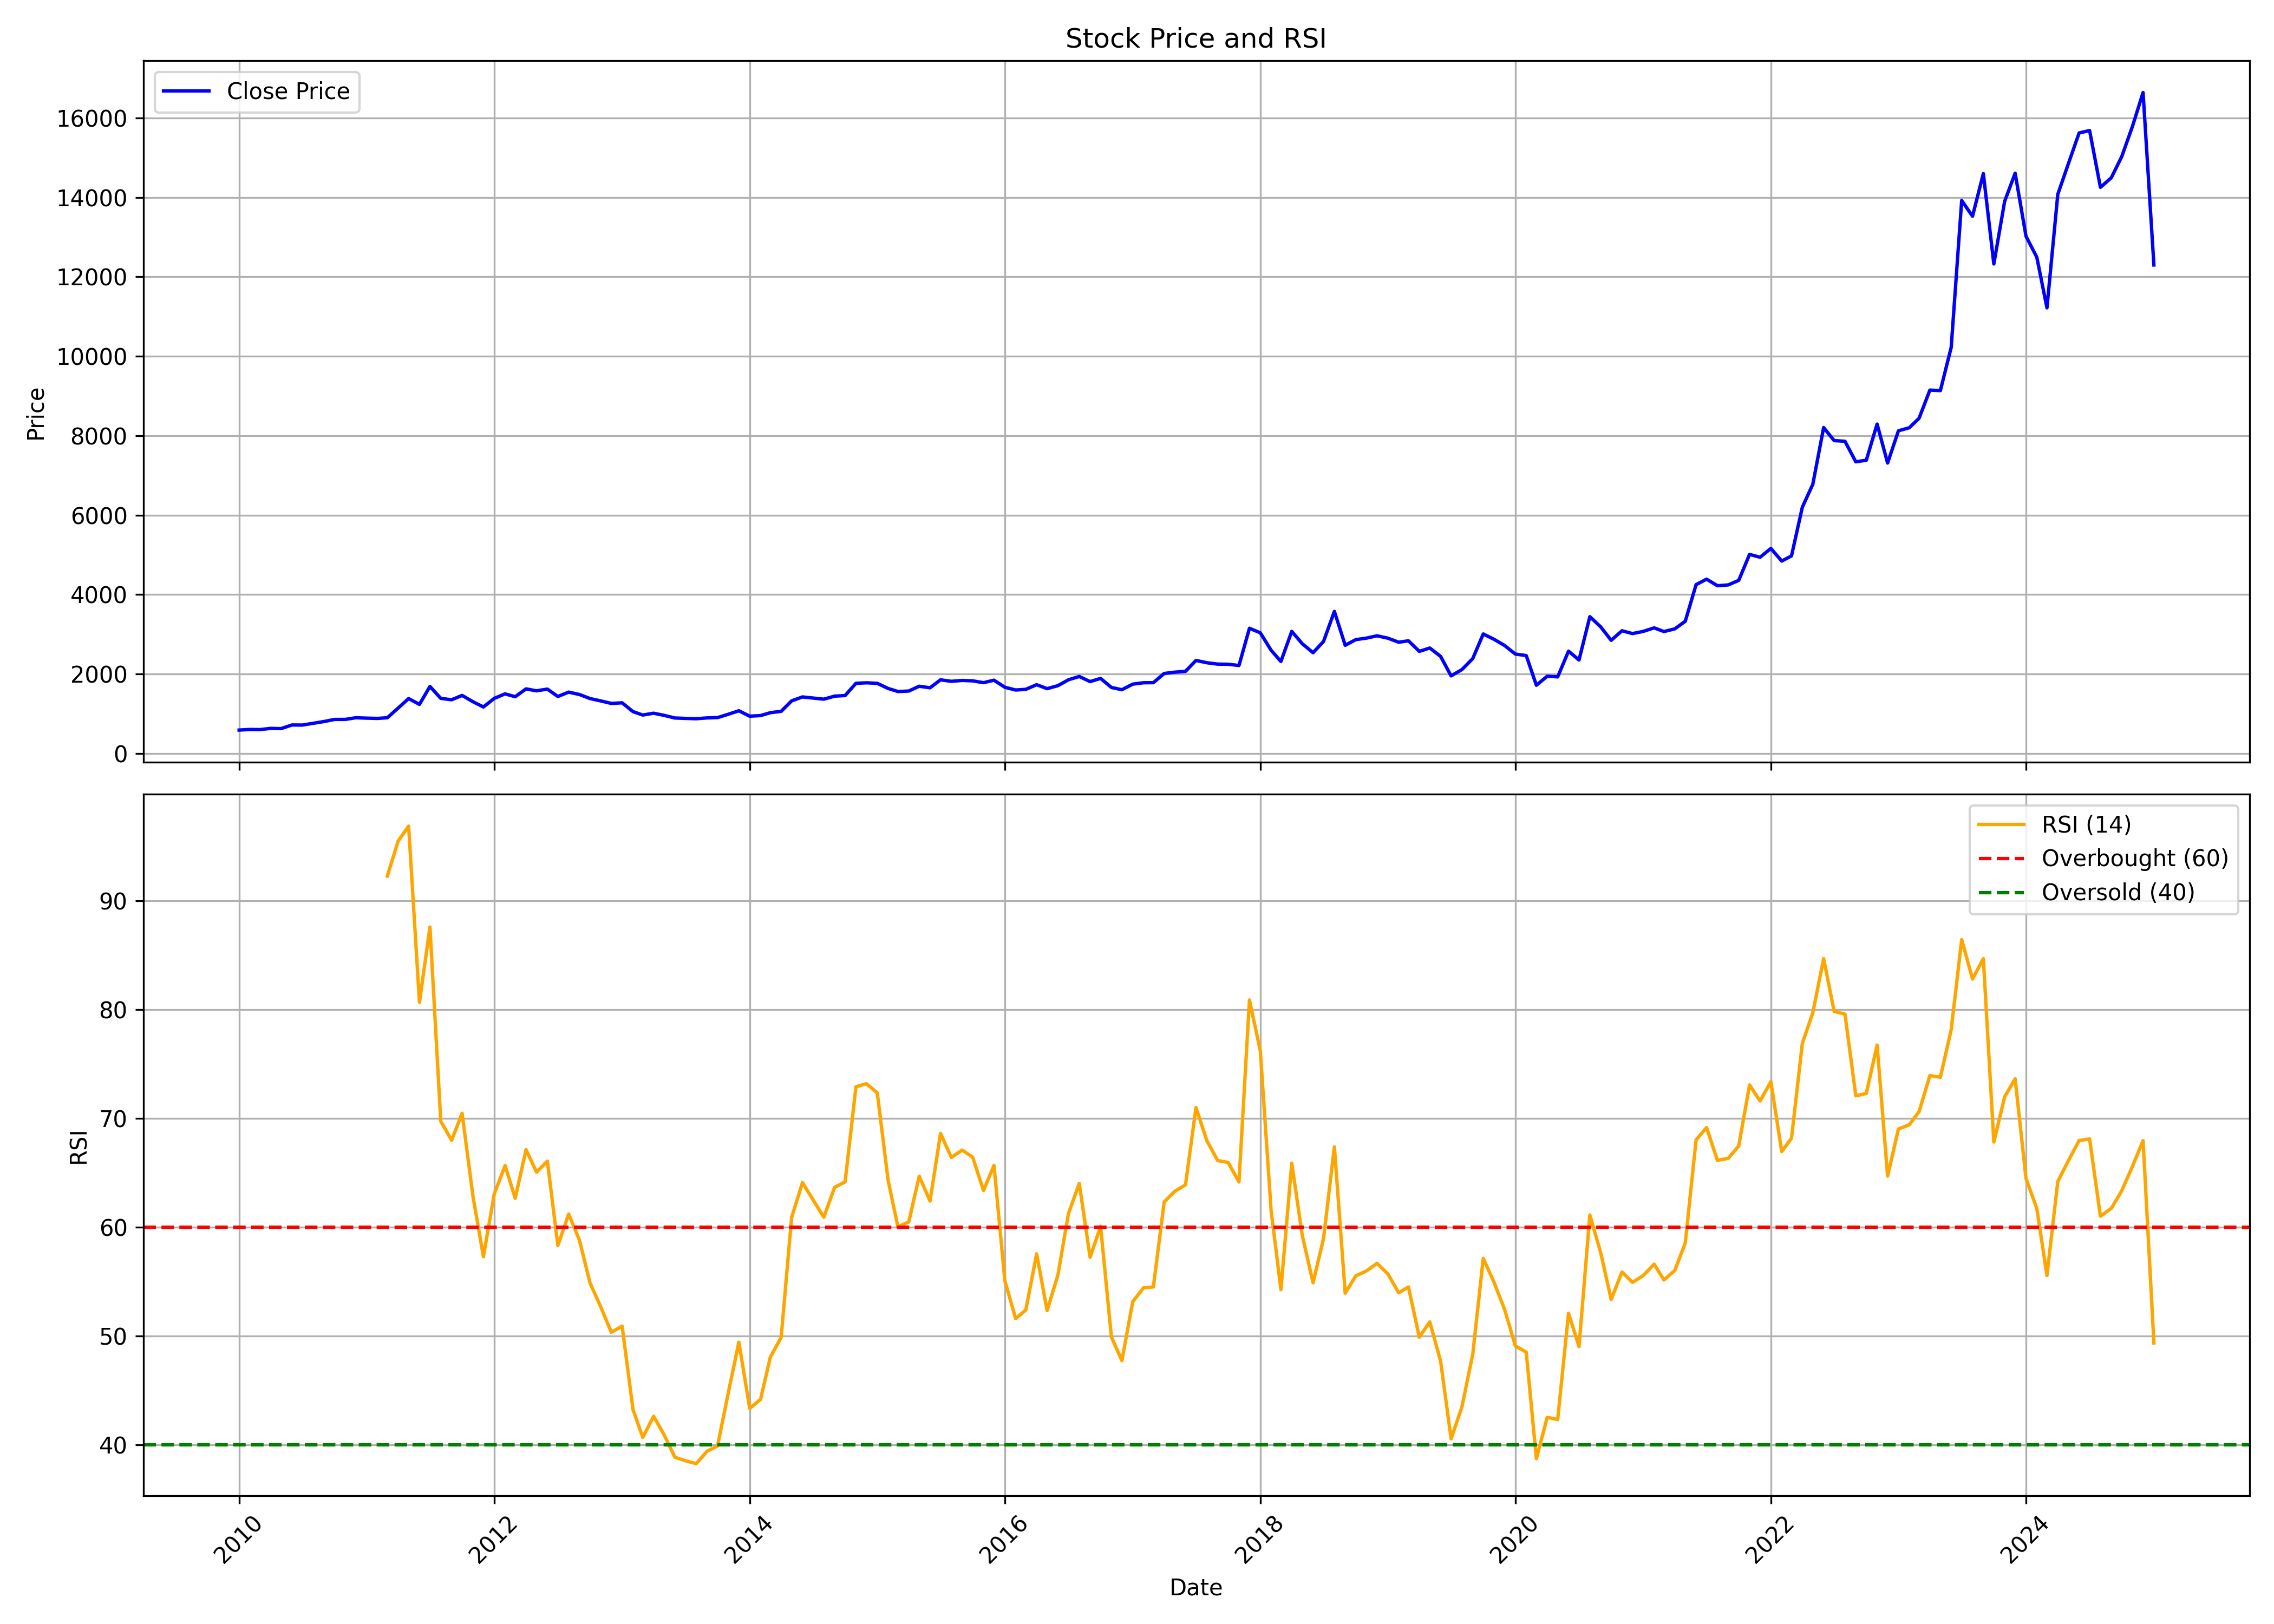 Stock Price and RSI
Close Price
16000
14000
12000
10000
8000
6000
4000
2000
0
Price
RSI (14)
Overbought (60)
Oversold (40)
90
80
70
60
50
40
RSI
2010
2012
2014
2016
2018
2020
2022
2024
Date